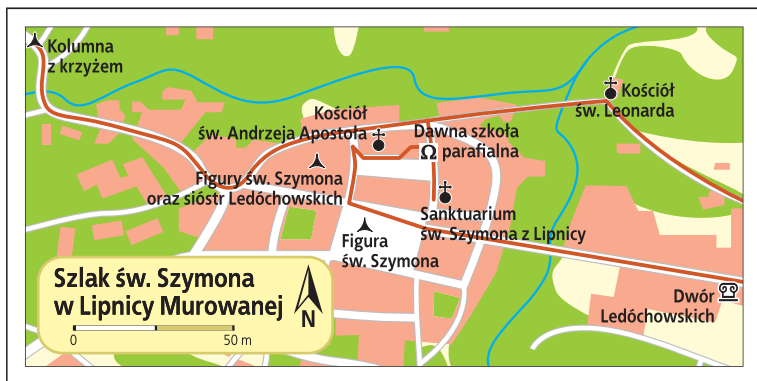 Kolumna
z krzyżem
Kościół
św. Leonarda
Kościół
św. Andrzeja Apostoła
Dawna szkoła
parafialna
Figury św. Szymona
oraz sióstr Ledóchowskich
Sanktuarium
św. Szymona z Lipnicy
Figura
św. Szymona
Dwór
Ledóchowskich
Szlak św. Szymona
w Lipnicy Murowanej
N
0 50 m